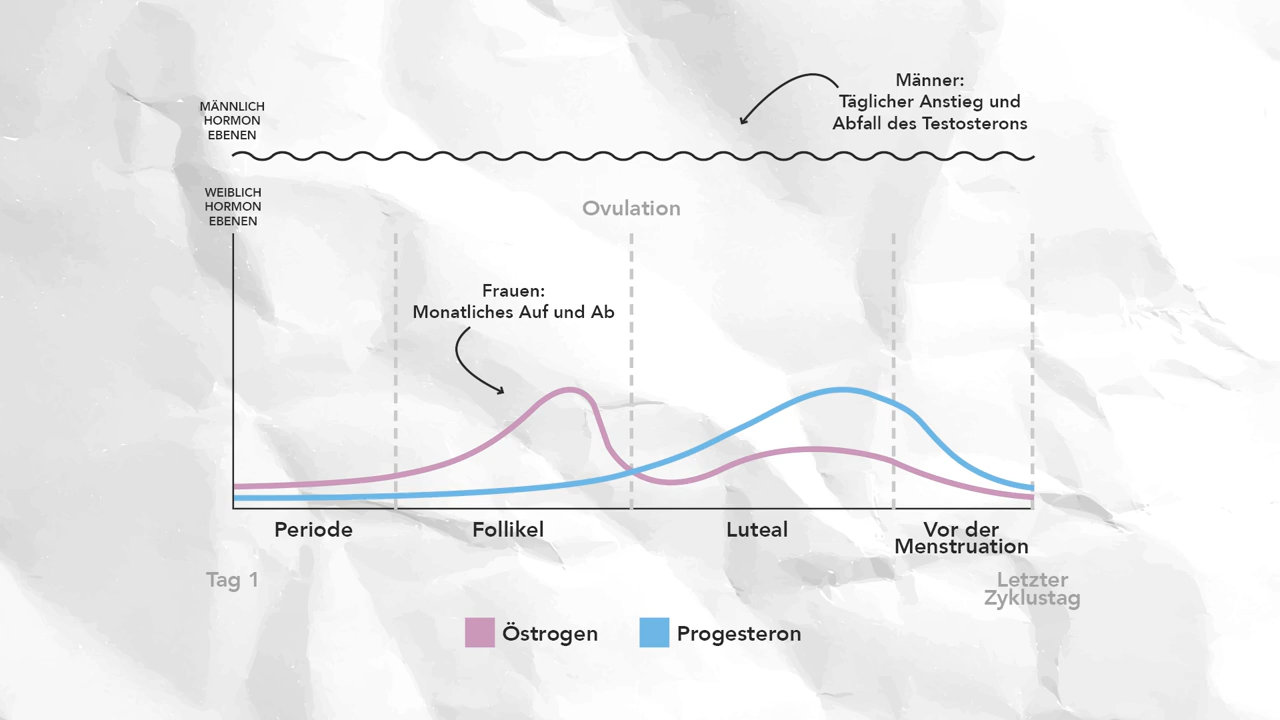 MÄNNLICH
HORMON
EBENEN
Männer:
Täglicher Anstieg und
Abfall des Testosterons
WEIBLICH
HORMON
EBENEN
Ovulation
Frauen:
Monatliches Auf und Ab
Periode
Follikel
Luteal
Vor der
Menstruation
Tag 1
Letzter
Zyklustag
Östrogen
Progesteron